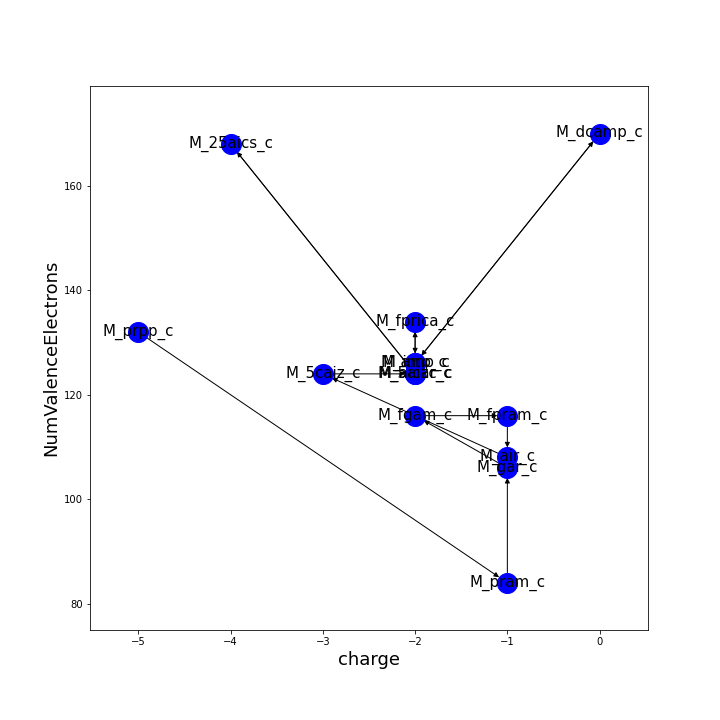 M_25aics_c
M_dcamp_c
M_prpp_c
M_fprica_c
M_5caiz_c
M_fgam_c
M_fpram_c
M_air_c
M_gar_c
M_pram_c
NumValenceElectrons
160
140
120
100
80
−5
−4
−3
−2
−1
0
charge